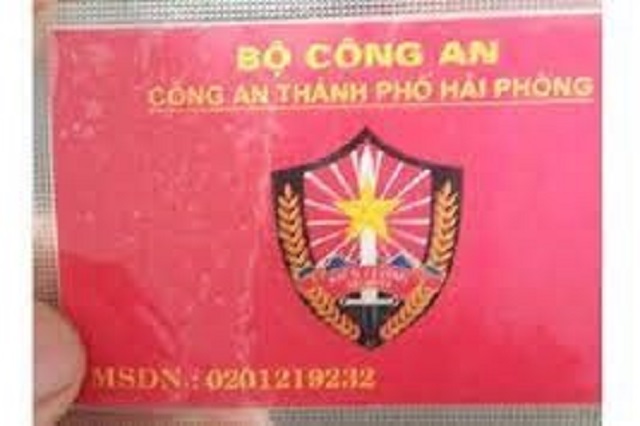 BỘ CÔNG AN
CÔNG AN THÀNH PHỐ HẢI PHÒNG
MSDN.: 0201219232